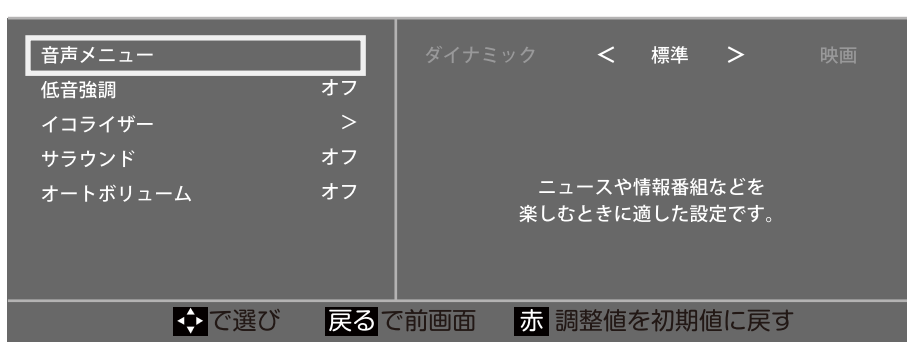 音声メニュー
低音強調 オフ
イコライザー >
サラウンド オフ
オートボリューム オフ
ダイナミック < 標準 > 映画
ニュースや情報番組などを
楽しむときに適した設定です。
で選び 戻るで前画面 赤 調整値を初期値に戻す